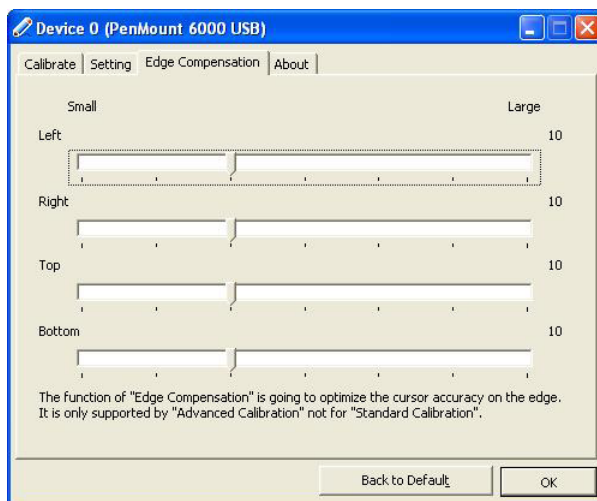 Device 0 (PenMount 6000 USB)
Calibrate Setting Edge Compensation About
Small Large
Left 10
Right 10
Top 10
Bottom 10
The function of "Edge Compensation" is going to optimize the cursor accuracy on the edge.
It is only supported by "Advanced Calibration" not for "Standard Calibration".
Back to Default OK